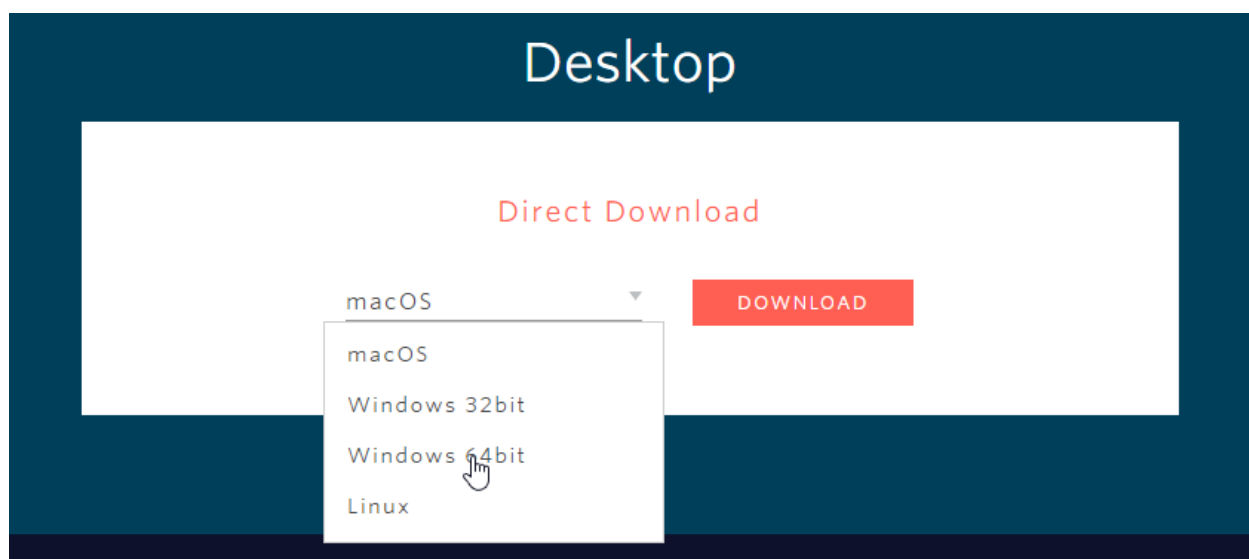 Desktop
Direct Download
macOS
DOWNLOAD
macOS
Windows 32bit
Windows 64bit
Linux